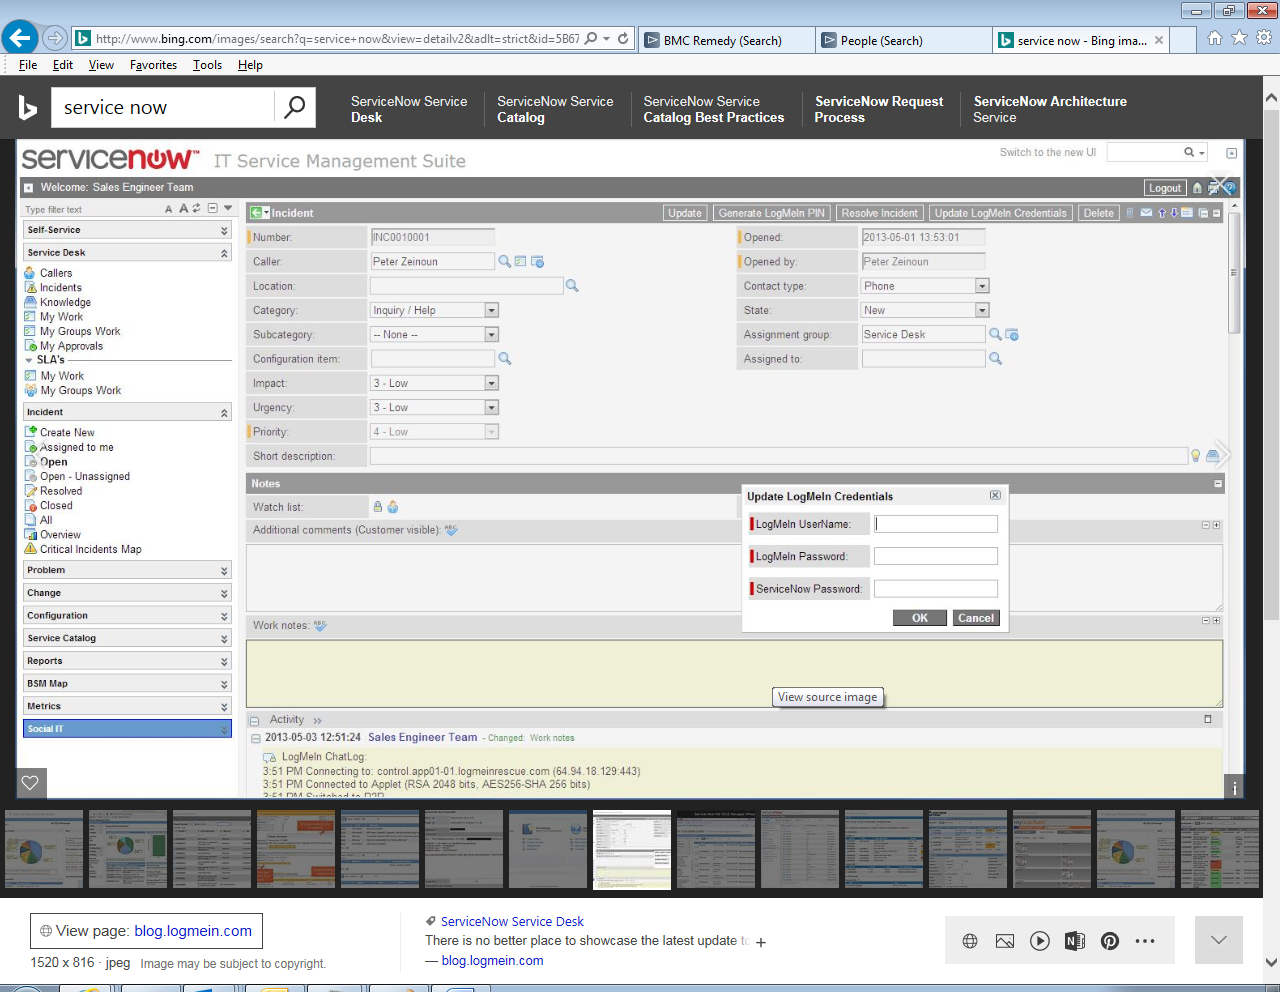 http://www.bing.com/images/search?q=service+now&view=detailv2&adlt=strict&id=5B67
BMC Remedy (Search)
People (Search)
service now - Bing ima...
File Edit View Favorites Tools Help
service now
ServiceNow Service Desk
ServiceNow Service Catalog
ServiceNow Service Catalog Best Practices
ServiceNow Request Process
ServiceNow Architecture Service
servicenow™ IT Service Management Suite
Switch to the new UI
Welcome: Sales Engineer Team
Logout
Type filter text
A A
Self-Service
Service Desk
Callers
Incidents
Knowledge
My Work
My Groups Work
My Approvals
SLA's
My Work
My Groups Work
Incident
Create New
Assigned to me
Open
Open - Unassigned
Resolved
Closed
All
Overview
Critical Incidents Map
Problem
Change
Configuration
Service Catalog
Reports
BSM Map
Metrics
Social IT
Incident
Update
Generate LogMeIn PIN
Resolve Incident
Update LogMeIn Credentials
Delete
Number: INC0010001
Opened: 2013-05-01 13:53:01
Caller: Peter Zeinoun
Opened by: Peter Zeinoun
Location:
Contact type: Phone
Category: Inquiry / Help
State: New
Subcategory: -- None --
Assignment group: Service Desk
Configuration item:
Assigned to:
Impact: 3 - Low
Urgency: 3 - Low
Priority: 4 - Low
Short description:
Notes
Watch list:
Additional comments (Customer visible):
Update LogMeIn Credentials
LogMeIn UserName:
LogMeIn Password:
ServiceNow Password:
OK Cancel
Work notes:
View source image
Activity
2013-05-03 12:51:24 Sales Engineer Team - Changed: Work notes
LogMeIn ChatLog:
3:51 PM Connecting to: control.app01-01.logmeinrescue.com (64.94.18.129:443)
3:51 PM Connected to Applet (RSA 2048 bits, AES256-SHA 256 bits)
3:51 PM Switched to P2P
View page: blog.logmein.com
1520 x 816 · jpeg Image may be subject to copyright.
ServiceNow Service Desk
There is no better place to showcase the latest update to
— blog.logmein.com